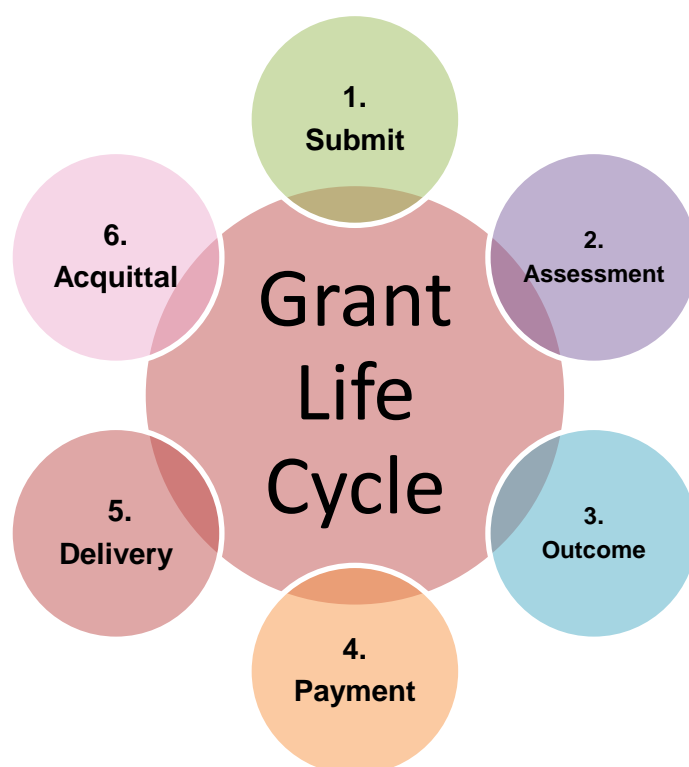 1.
Submit
2.
Assessment
3.
Outcome
4.
Payment
5.
Delivery
6.
Acquittal
Grant
Life
Cycle